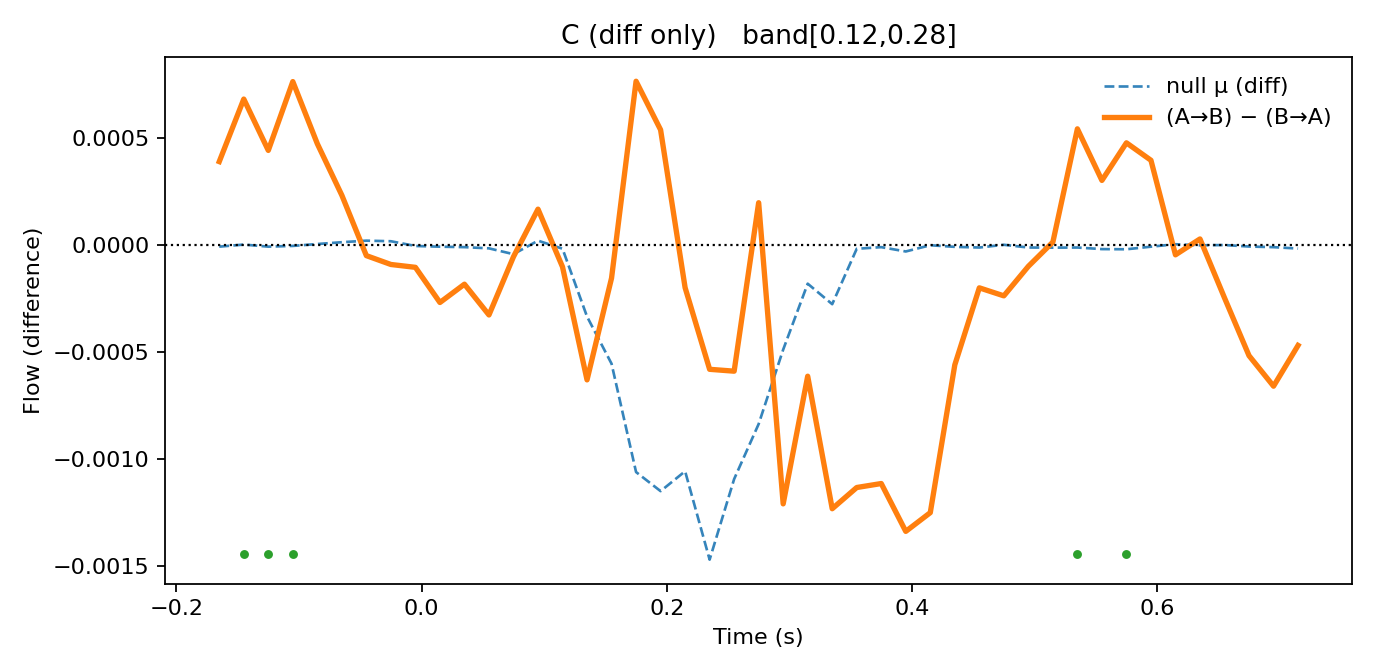 C (diff only)   band[0.12,0.28]
null μ (diff)
(A→B) − (B→A)
Flow (difference)
0.0005
0.0000
−0.0005
−0.0010
−0.0015
−0.2
0.0
0.2
0.4
0.6
Time (s)